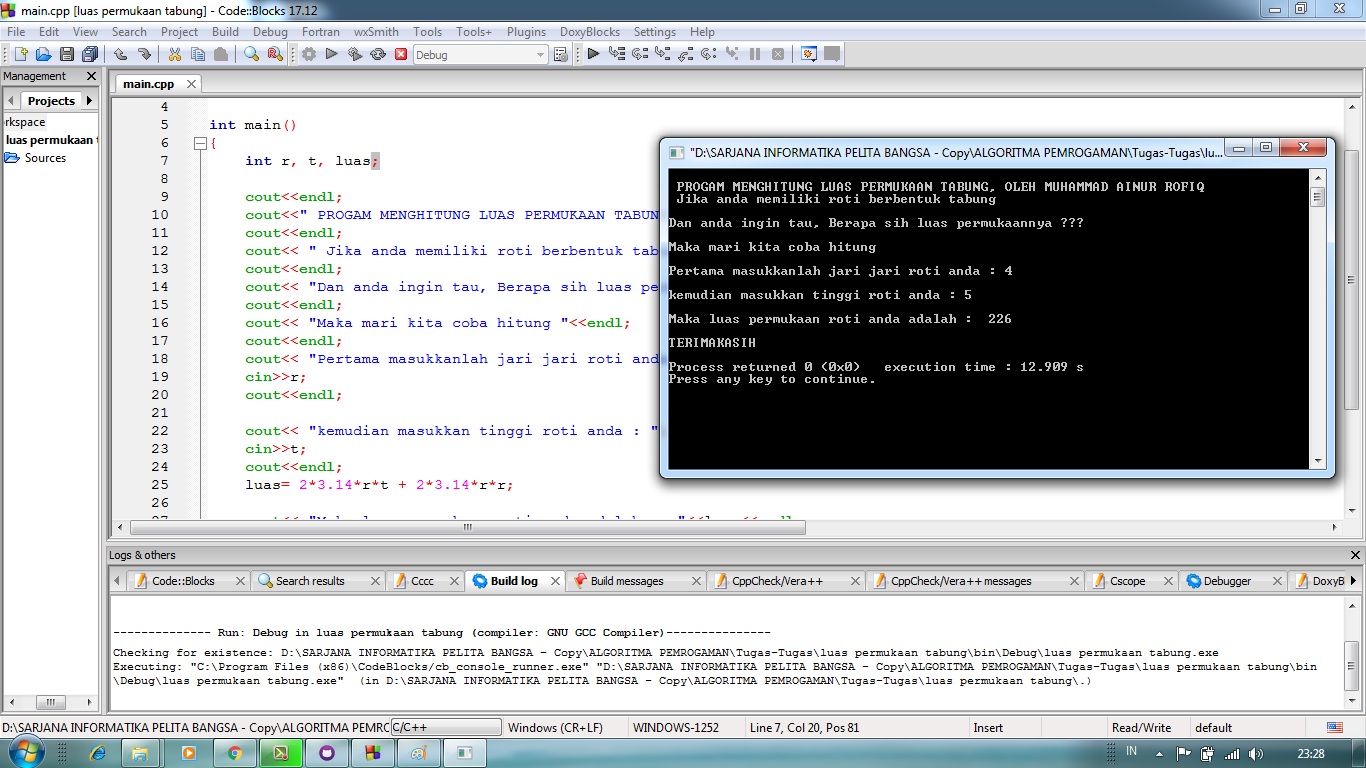 main.cpp [luas permukaan tabung] - Code::Blocks 17.12
File Edit View Search Project Build Debug Fortran wxSmith Tools Tools+ Plugins DoxyBlocks Settings Help
Debug
Management
main.cpp
Projects
rkspace
luas permukaan
Sources
4
5 int main()
6 {
7 int r, t, luas;
8
9 cout<<endl;
10 cout<<" PROGAM MENGHITUNG LUAS PERMUKAAN TABUN
11 cout<<endl;
12 cout<< " Jika anda memiliki roti berbentuk tab
13 cout<<endl;
14 cout<< "Dan anda ingin tau, Berapa sih luas pe
15 cout<<endl;
16 cout<< "Maka mari kita coba hitung "<<endl;
17 cout<<endl;
18 cout<< "Pertama masukkanlah jari jari roti and
19 cin>>r;
20 cout<<endl;
21
22 cout<< "kemudian masukkan tinggi roti anda : "
23 cin>>t;
24 cout<<endl;
25 luas= 2*3.14*r*t + 2*3.14*r*r;
26
"D:\SARJANA INFORMATIKA PELITA BANGSA - Copy\ALGORITMA PEMROGAMAN\Tugas-Tugas\lu...
PROGAM MENGHITUNG LUAS PERMUKAAN TABUNG, OLEH MUHAMMAD AINUR ROFIQ
Jika anda memiliki roti berbentuk tabung
Dan anda ingin tau, Berapa sih luas permukaannya ???
Maka mari kita coba hitung
Pertama masukkanlah jari jari roti anda : 4
kemudian masukkan tinggi roti anda : 5
Maka luas permukaan roti anda adalah :  226
TERIMAKASIH
Process returned 0 (0x0)   execution time : 12.909 s
Press any key to continue.
Logs & others
Code::Blocks Search results Cccc Build log Build messages CppCheck/Vera++ CppCheck/Vera++ messages Cscope Debugger DoxyB
-------------- Run: Debug in luas permukaan tabung (compiler: GNU GCC Compiler)---------------
Checking for existence: D:\SARJANA INFORMATIKA PELITA BANGSA - Copy\ALGORITMA PEMROGAMAN\Tugas-Tugas\luas permukaan tabung\bin\Debug\luas permukaan tabung.exe
Executing: "C:\Program Files (x86)\CodeBlocks/cb_console_runner.exe" "D:\SARJANA INFORMATIKA PELITA BANGSA - Copy\ALGORITMA PEMROGAMAN\Tugas-Tugas\luas permukaan tabung\bin
\Debug\luas permukaan tabung.exe"  (in D:\SARJANA INFORMATIKA PELITA BANGSA - Copy\ALGORITMA PEMROGAMAN\Tugas-Tugas\luas permukaan tabung\.)
D:\SARJANA INFORMATIKA PELITA BANGSA - Copy\ALGORITMA PEMRO C/C++ Windows (CR+LF) WINDOWS-1252 Line 7, Col 20, Pos 81 Insert Read/Write default
IN 23:28